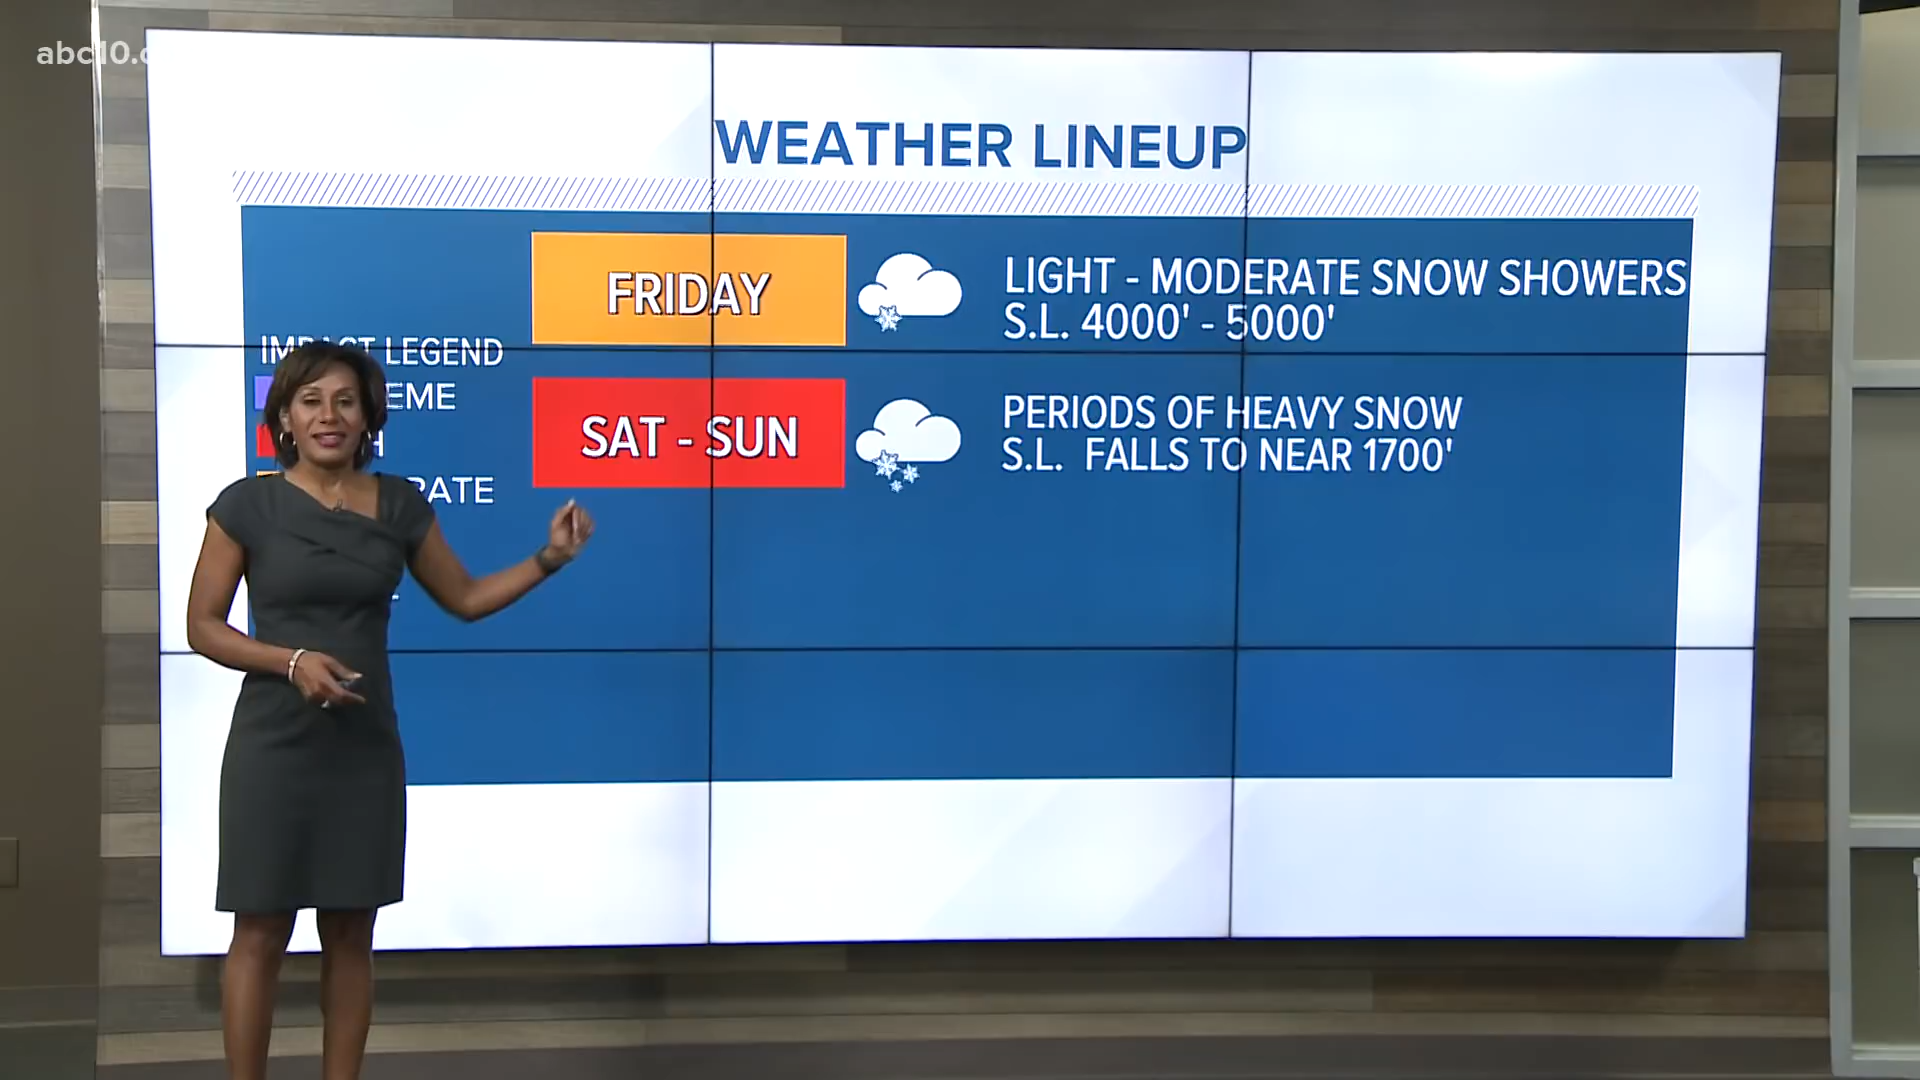 abc10.c
WEATHER LINEUP
FRIDAY
LIGHT - MODERATE SNOW SHOWERS
S.L. 4000' - 5000'
IMPACT LEGEND
EME
SAT - SUN
PERIODS OF HEAVY SNOW
S.L. FALLS TO NEAR 1700'
H
RATE